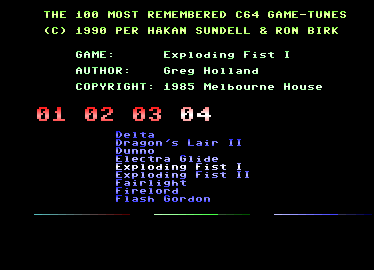 THE 100 MOST REMEMBERED C64 GAME-TUNES
(C) 1990 PER HAKAN SUNDELL & RON BIRK
GAME: Exploding Fist I
AUTHOR: Greg Holland
COPYRIGHT: 1985 Melbourne House
01 02 03 04
Delta
Dragon's Lair II
Dunno
Electra Glide
Exploding Fist I
Exploding Fist II
Fairlight
Firelord
Flash Gordon